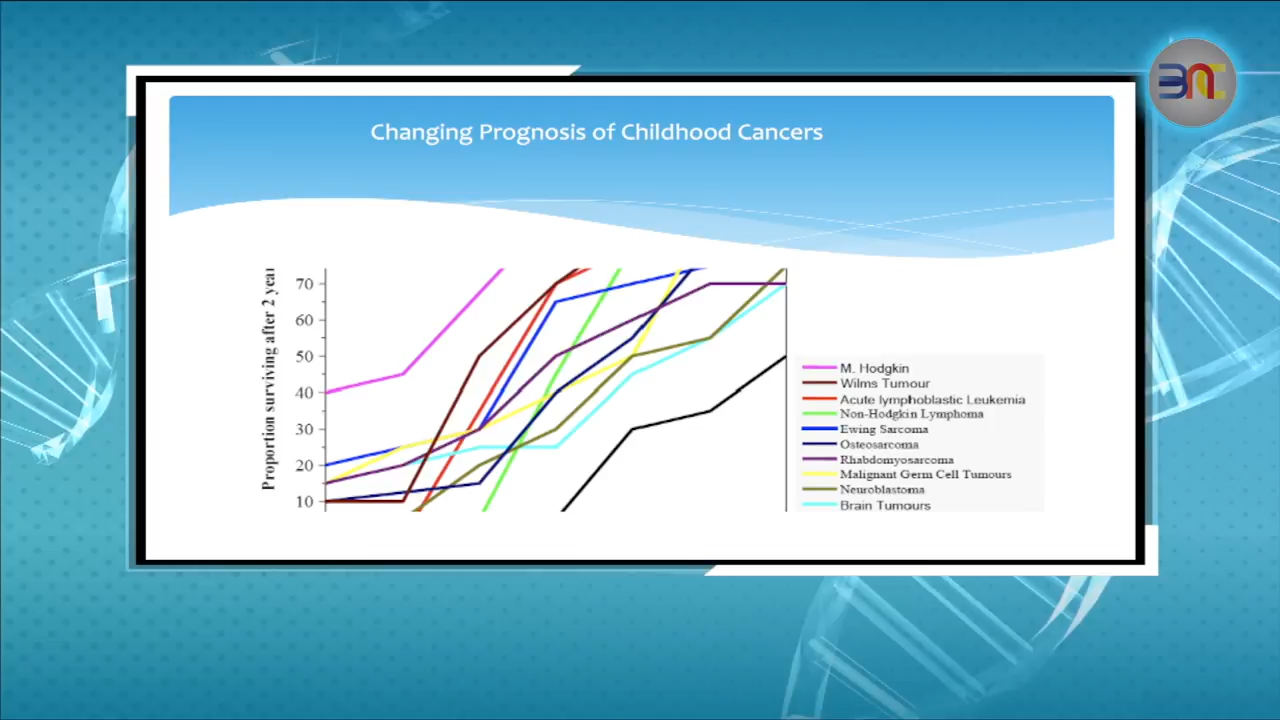 Changing Prognosis of Childhood Cancers
Proportion surviving after 2 year
70
60
50
40
30
20
10
M. Hodgkin
Wilms Tumour
Acute lymphoblastic Leukemia
Non-Hodgkin Lymphoma
Ewing Sarcoma
Osteosarcoma
Rhabdomyosarcoma
Malignant Germ Cell Tumours
Neuroblastoma
Brain Tumours